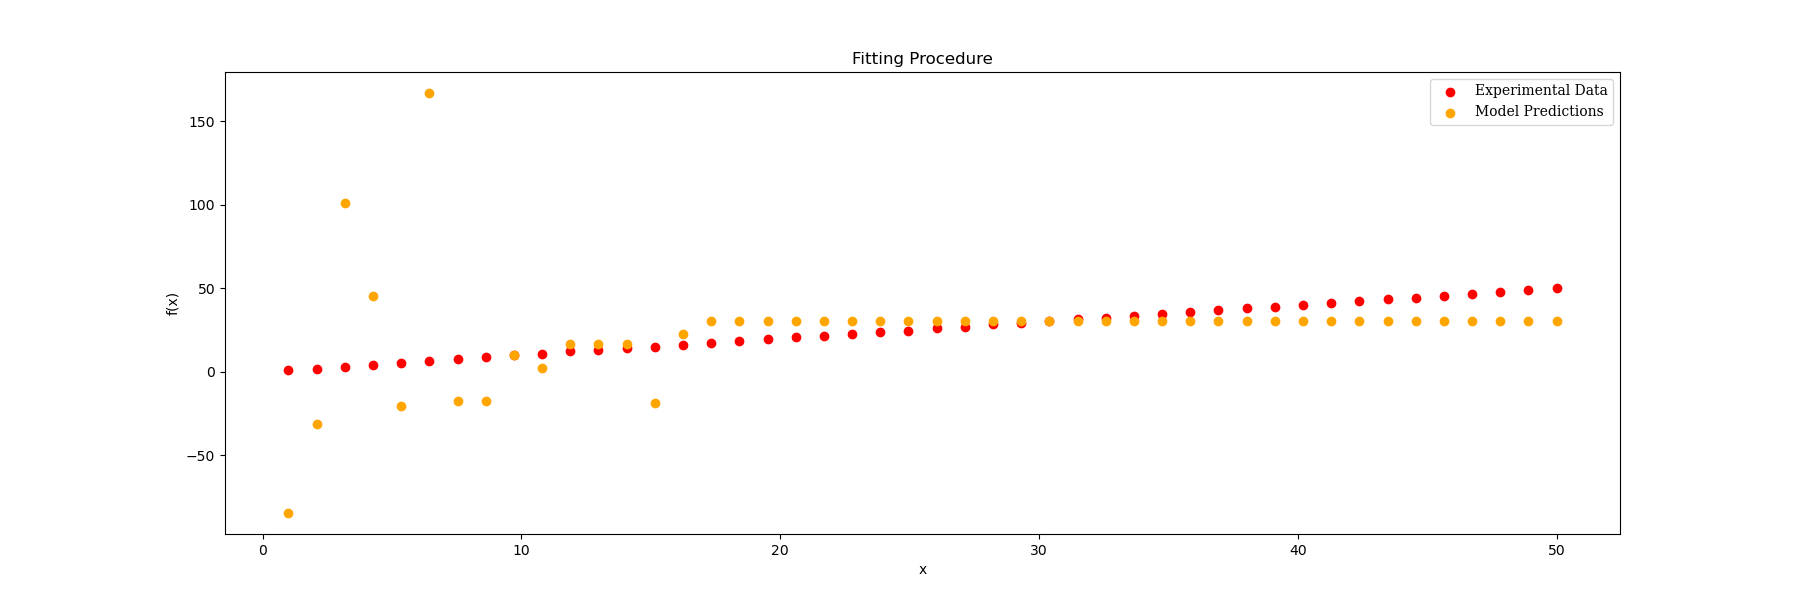 Fitting Procedure
Experimental Data
Model Predictions
150
100
50
0
−50
f(x)
0 10 20 30 40 50
x